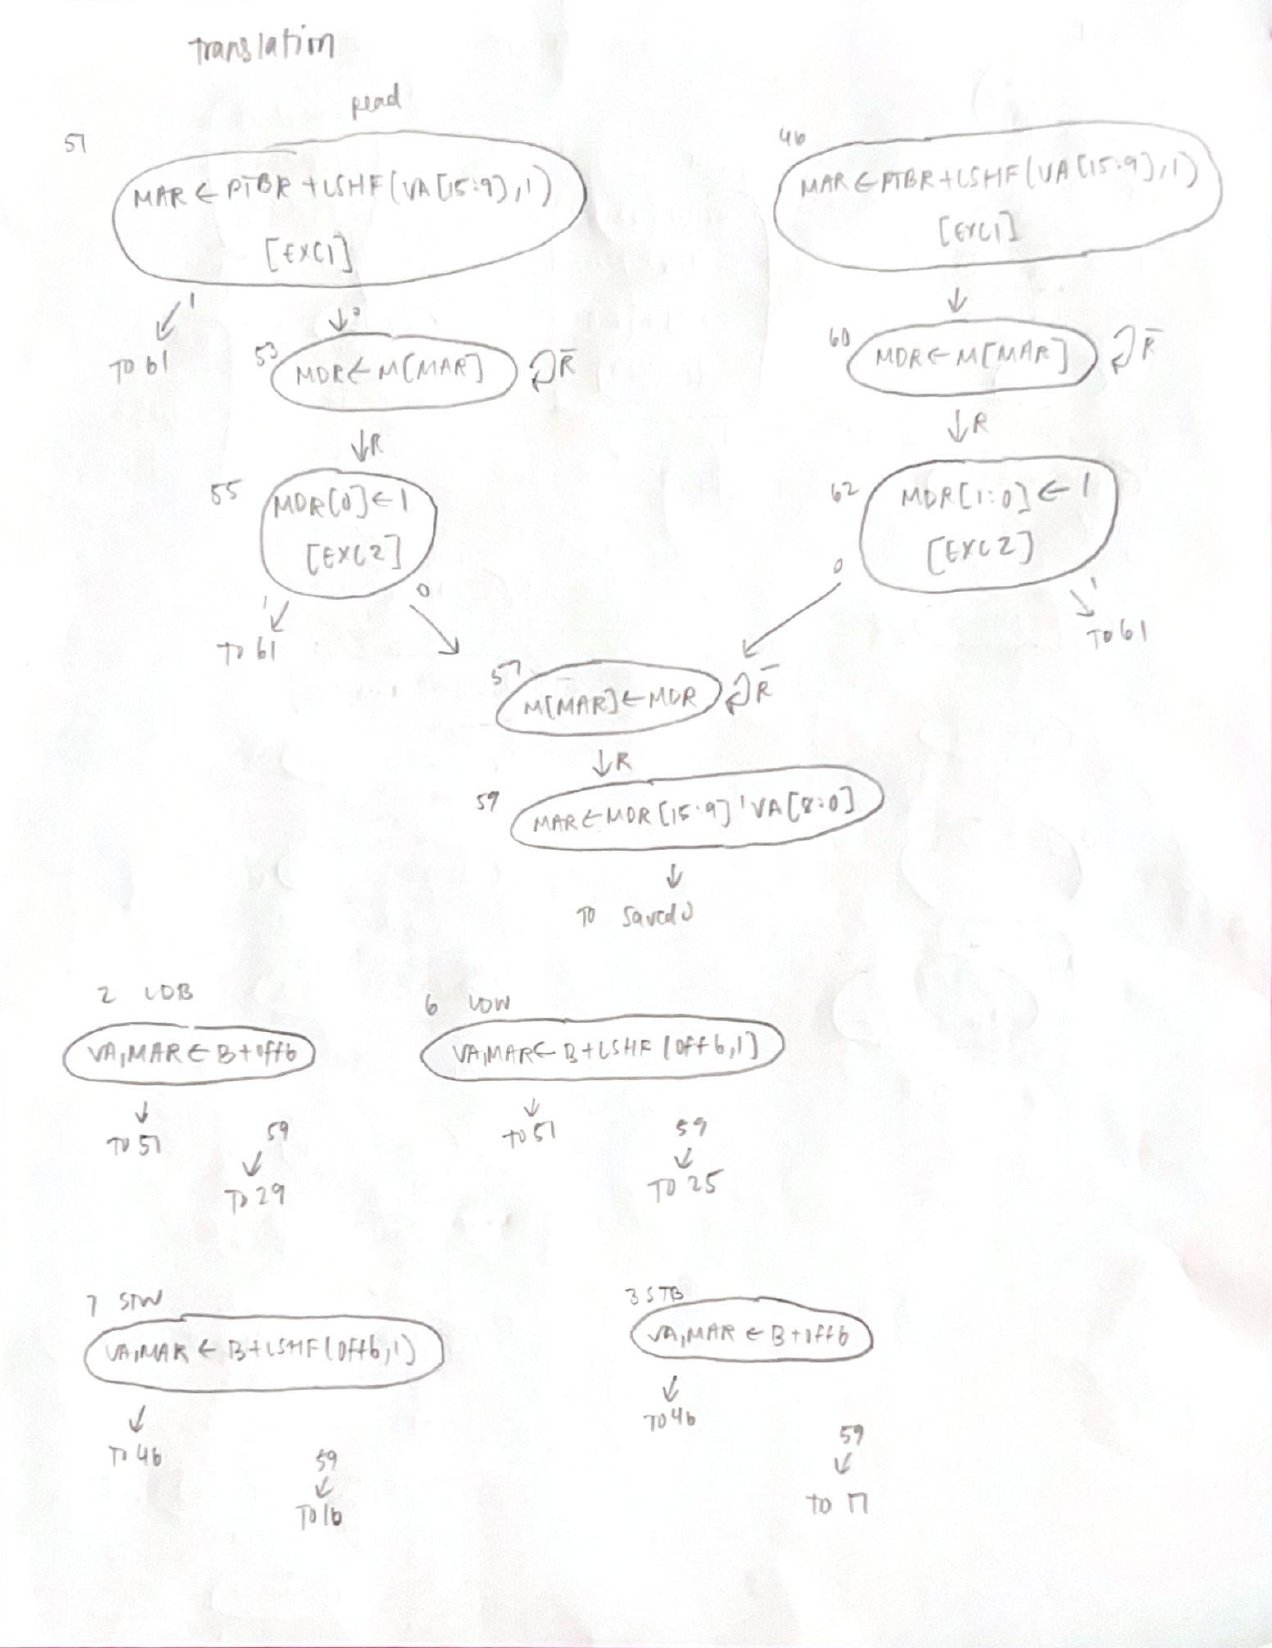 translation
read
51
MAR ← PTBR + LSHF(VA[15:9],1)
[EXC1]
1
TO 61
0
53
MDR ← M[MAR]
R̄
R
55
MDR[0] ← 1
[EXC2]
1
TO 61
0
46
MAR ← PTBR + LSHF(VA[15:9],1)
[EXC1]
60
MDR ← M[MAR]
R̄
R
62
MDR[1:0] ← 1
[EXC2]
0
1
TO 61
57
M[MAR] ← MDR
R̄
R
59
MAR ← MDR[15:9]'VA[8:0]
TO saved J
2 LDB
VA,MAR ← B+off6
TO 51
59
TO 29
6 LDW
VA,MAR ← B+LSHF(off6,1)
TO 51
59
TO 25
7 STW
VA,MAR ← B+LSHF(off6,1)
TO 46
59
TO 16
3 STB
VA,MAR ← B+off6
TO 46
59
TO 17